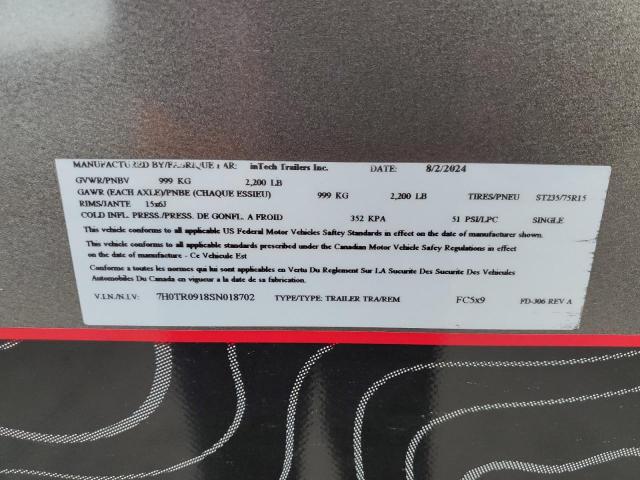 MANUFACTURED BY/FABRIQUE PAR: inTech Trailers Inc. DATE: 8/2/2024
GVWR/PNBV 999 KG 2,200 LB
GAWR (EACH AXLE)/PNBE (CHAQUE ESSIEU) 999 KG 2,200 LB TIRES/PNEU ST235/75R15
RIMS/JANTE 15x6J
COLD INFL. PRESS./PRESS. DE GONFL. A FROID 352 KPA 51 PSI/LPC SINGLE
This vehicle conforms to all applicable US Federal Motor Vehicles Saftey Standards in effect on the date of manufacturer shown.
This vehicle conforms to all applicable standards prescribed under the Canadian Motor Vehicle Safey Regulations in effect
on the date of manufacture - Ce Vehicule Est
Conforme a toutes les normes qui lui sont applicables en Vertu Du Reglement Sur LA Sucurite Des Sucurite Des Vehicules
Automobiles Du Canada en vigueur a la date de sa fabrication.
V.I.N./N.I.V: 7H0TR0918SN018702 TYPE/TYPE: TRAILER TRA/REM FC5x9 FD-306 REV A